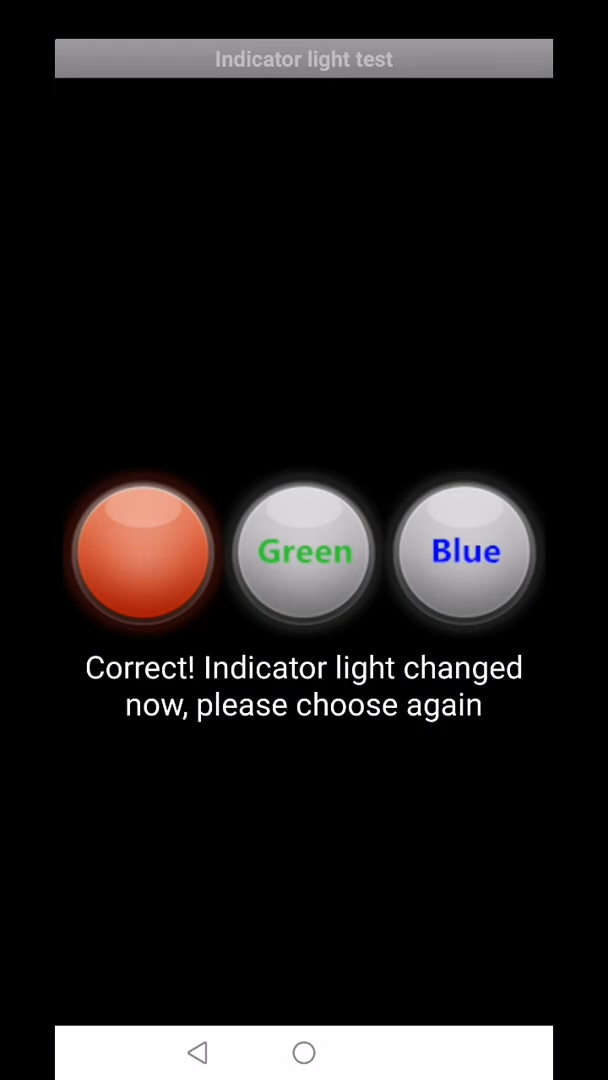 Indicator light test
Green
Blue
Correct! Indicator light changed
now, please choose again